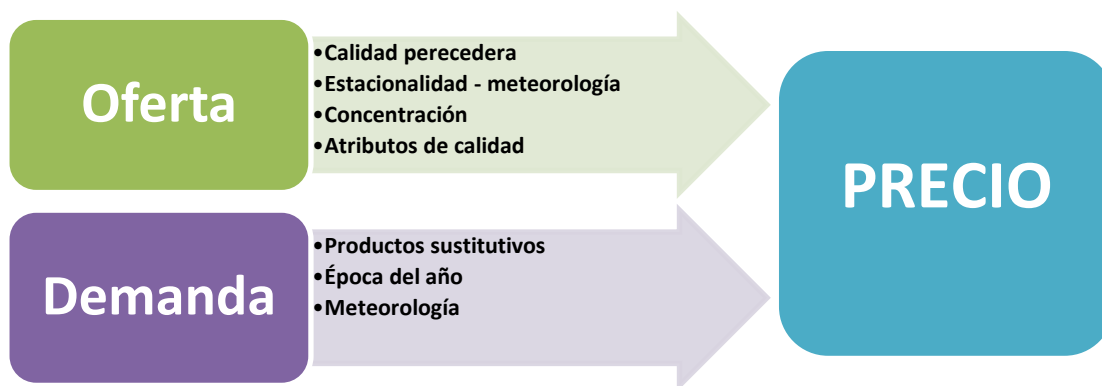 Oferta
•Calidad perecedera
•Estacionalidad - meteorología
•Concentración
•Atributos de calidad
Demanda
•Productos sustitutivos
•Época del año
•Meteorología
PRECIO